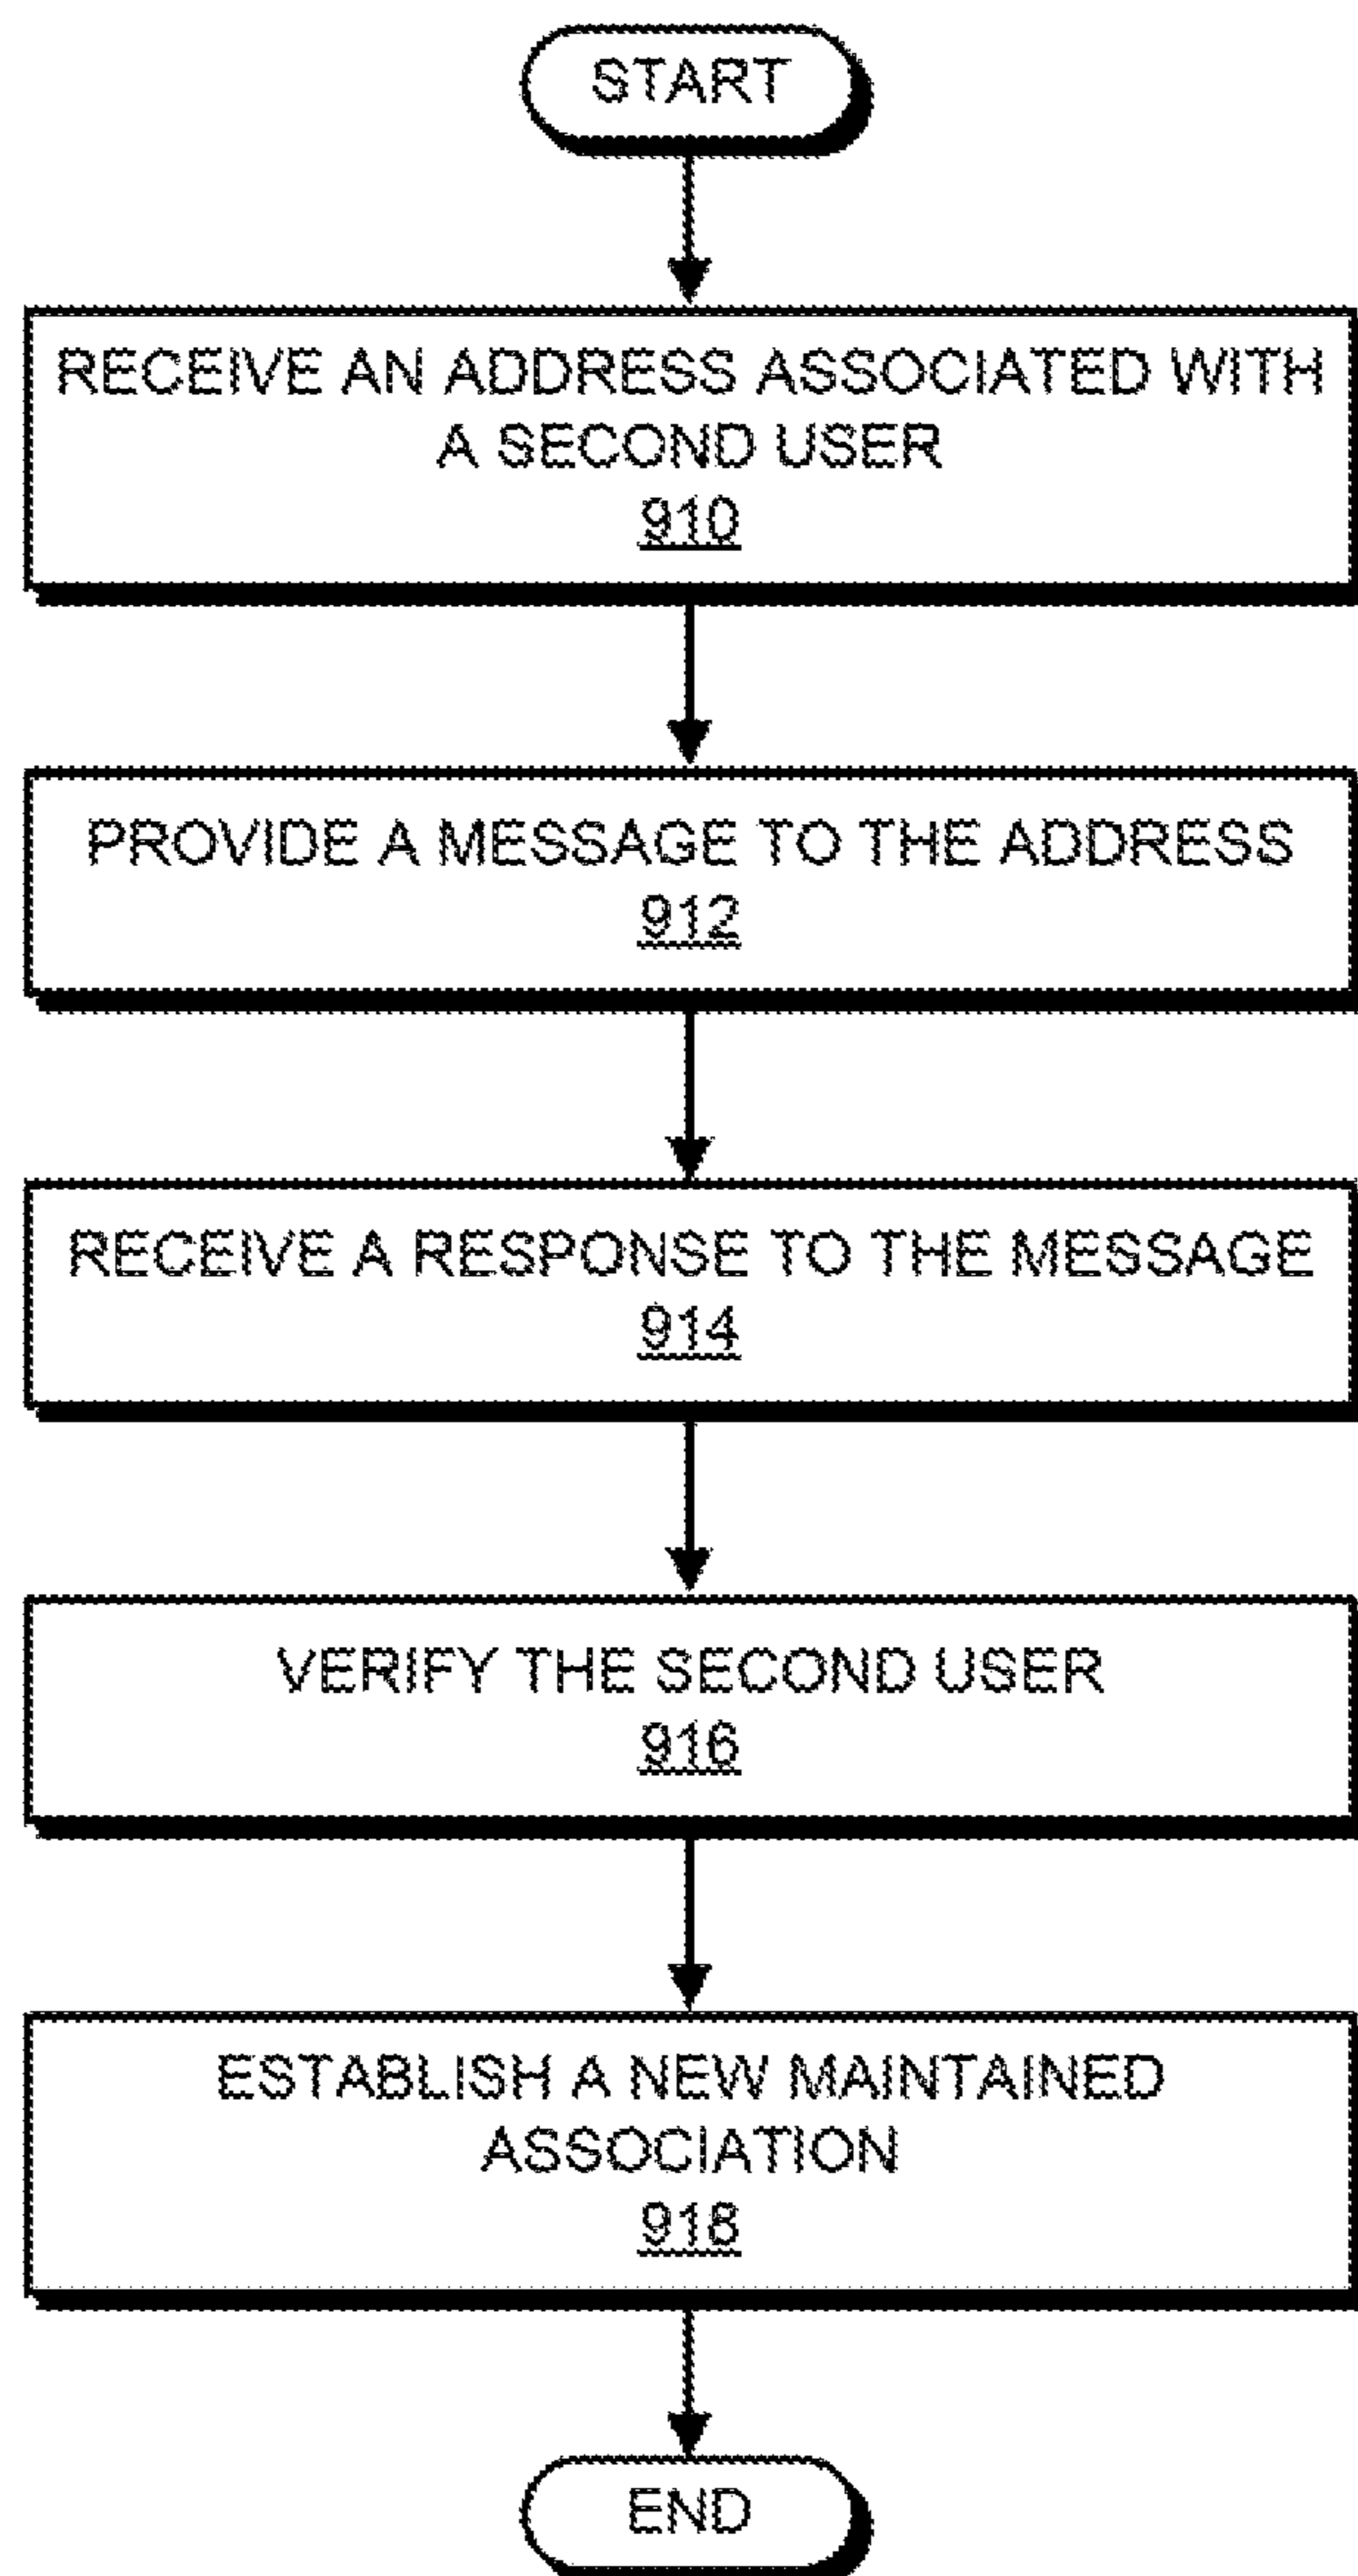 START
RECEIVE AN ADDRESS ASSOCIATED WITH
A SECOND USER
910
PROVIDE A MESSAGE TO THE ADDRESS
912
RECEIVE A RESPONSE TO THE MESSAGE
914
VERIFY THE SECOND USER
916
ESTABLISH A NEW MAINTAINED
ASSOCIATION
918
END